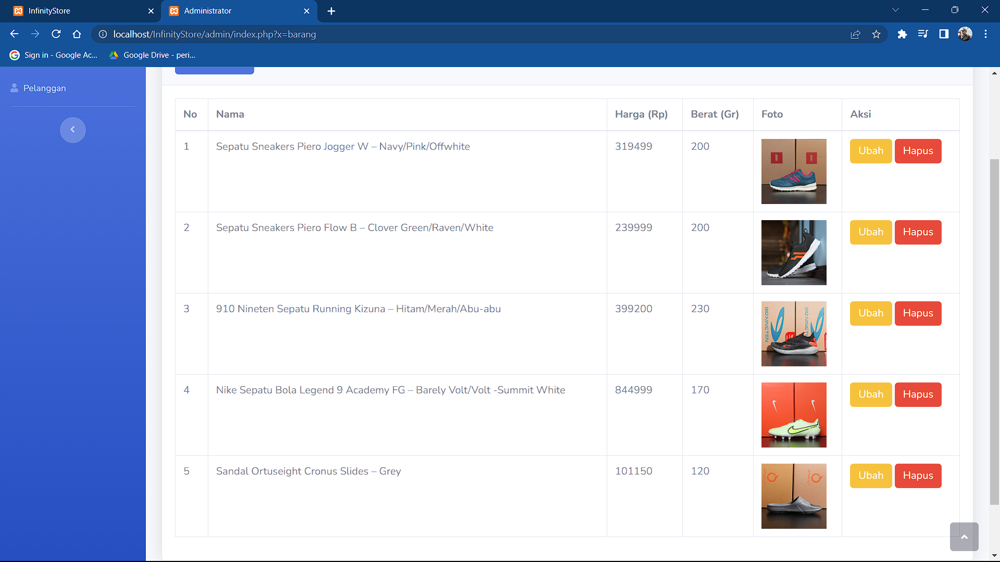 InfinityStore
Administrator
localhost/InfinityStore/admin/index.php?x=barang
Sign in - Google Ac...
Google Drive - peri...
Pelanggan
No Nama Harga (Rp) Berat (Gr) Foto Aksi
1 Sepatu Sneakers Piero Jogger W – Navy/Pink/Offwhite 319499 200 Ubah Hapus
2 Sepatu Sneakers Piero Flow B – Clover Green/Raven/White 239999 200 Ubah Hapus
3 910 Nineten Sepatu Running Kizuna – Hitam/Merah/Abu-abu 399200 230 Ubah Hapus
910 NINETEN
4 Nike Sepatu Bola Legend 9 Academy FG – Barely Volt/Volt -Summit White 844999 170 Ubah Hapus
5 Sandal Ortuseight Cronus Slides – Grey 101150 120 Ubah Hapus